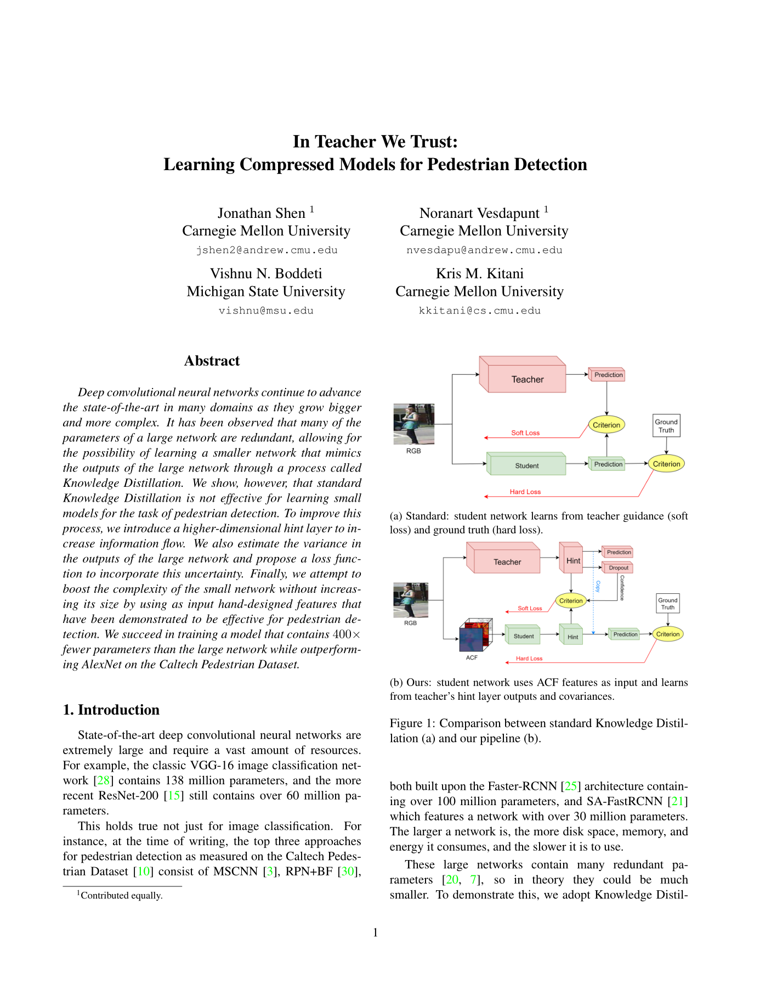 In Teacher We Trust:
Learning Compressed Models for Pedestrian Detection
Jonathan Shen 1
Carnegie Mellon University
jshen2@andrew.cmu.edu
Noranart Vesdapunt 1
Carnegie Mellon University
nvesdapu@andrew.cmu.edu
Vishnu N. Boddeti
Michigan State University
vishnu@msu.edu
Kris M. Kitani
Carnegie Mellon University
kkitani@cs.cmu.edu
Abstract
Deep convolutional neural networks continue to advance
the state-of-the-art in many domains as they grow bigger
and more complex. It has been observed that many of the
parameters of a large network are redundant, allowing for
the possibility of learning a smaller network that mimics
the outputs of the large network through a process called
Knowledge Distillation. We show, however, that standard
Knowledge Distillation is not effective for learning small
models for the task of pedestrian detection. To improve this
process, we introduce a higher-dimensional hint layer to in-
crease information flow. We also estimate the variance in
the outputs of the large network and propose a loss func-
tion to incorporate this uncertainty. Finally, we attempt to
boost the complexity of the small network without increas-
ing its size by using as input hand-designed features that
have been demonstrated to be effective for pedestrian de-
tection. We succeed in training a model that contains 400×
fewer parameters than the large network while outperform-
ing AlexNet on the Caltech Pedestrian Dataset.
1. Introduction
State-of-the-art deep convolutional neural networks are
extremely large and require a vast amount of resources.
For example, the classic VGG-16 image classification net-
work [28] contains 138 million parameters, and the more
recent ResNet-200 [15] still contains over 60 million pa-
rameters.
This holds true not just for image classification. For
instance, at the time of writing, the top three approaches
for pedestrian detection as measured on the Caltech Pedes-
trian Dataset [10] consist of MSCNN [3], RPN+BF [30],
1Contributed equally.
Teacher
Prediction
Criterion
Ground
Truth
Soft Loss
RGB
Student
Prediction
Criterion
Hard Loss
(a) Standard: student network learns from teacher guidance (soft
loss) and ground truth (hard loss).
Teacher
Hint
Prediction
Dropout
Confidence
Copy
Criterion
Ground
Truth
Soft Loss
RGB
Student
Hint
Prediction
Criterion
ACF
Hard Loss
(b) Ours: student network uses ACF features as input and learns
from teacher's hint layer outputs and covariances.
Figure 1: Comparison between standard Knowledge Distil-
lation (a) and our pipeline (b).
both built upon the Faster-RCNN [25] architecture contain-
ing over 100 million parameters, and SA-FastRCNN [21]
which features a network with over 30 million parameters.
The larger a network is, the more disk space, memory, and
energy it consumes, and the slower it is to use.
These large networks contain many redundant pa-
rameters [20, 7], so in theory they could be much
smaller. To demonstrate this, we adopt Knowledge Distil-
1